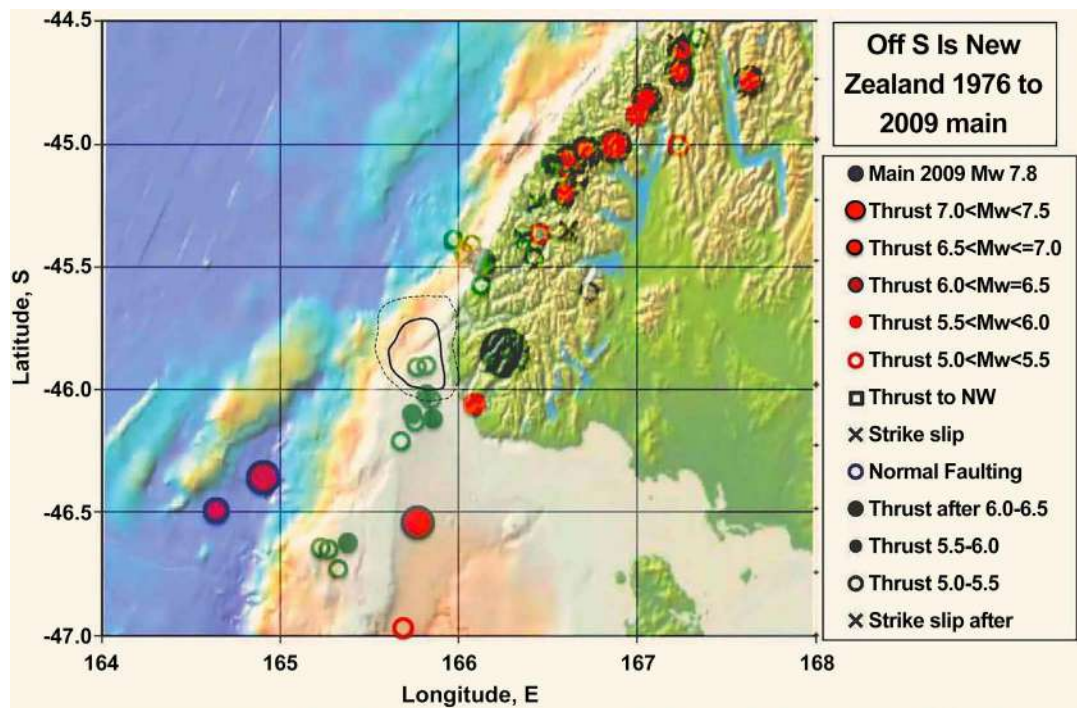 -44.5
-45.0
-45.5
-46.0
-46.5
-47.0
Latitude, S
164
165
166
167
168
Longitude, E
Off S Is New
Zealand 1976 to
2009 main
Main 2009 Mw 7.8
Thrust 7.0<Mw<7.5
Thrust 6.5<Mw<=7.0
Thrust 6.0<Mw=6.5
Thrust 5.5<Mw<6.0
Thrust 5.0<Mw<5.5
Thrust to NW
Strike slip
Normal Faulting
Thrust after 6.0-6.5
Thrust 5.5-6.0
Thrust 5.0-5.5
Strike slip after